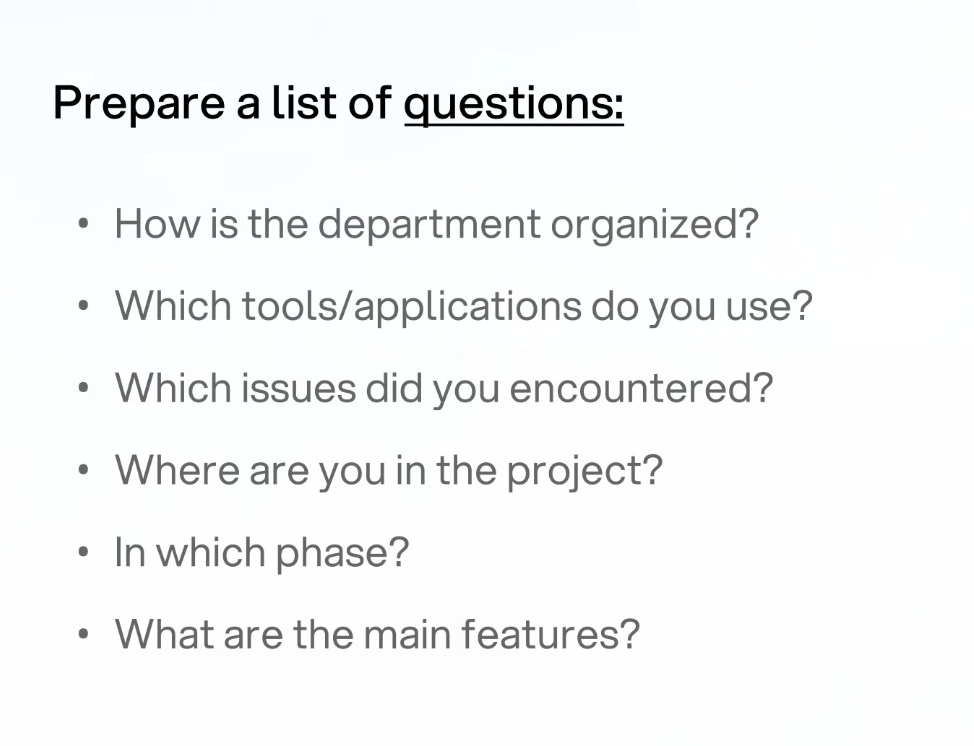 Prepare a list of questions:
• How is the department organized?
• Which tools/applications do you use?
• Which issues did you encountered?
• Where are you in the project?
• In which phase?
• What are the main features?